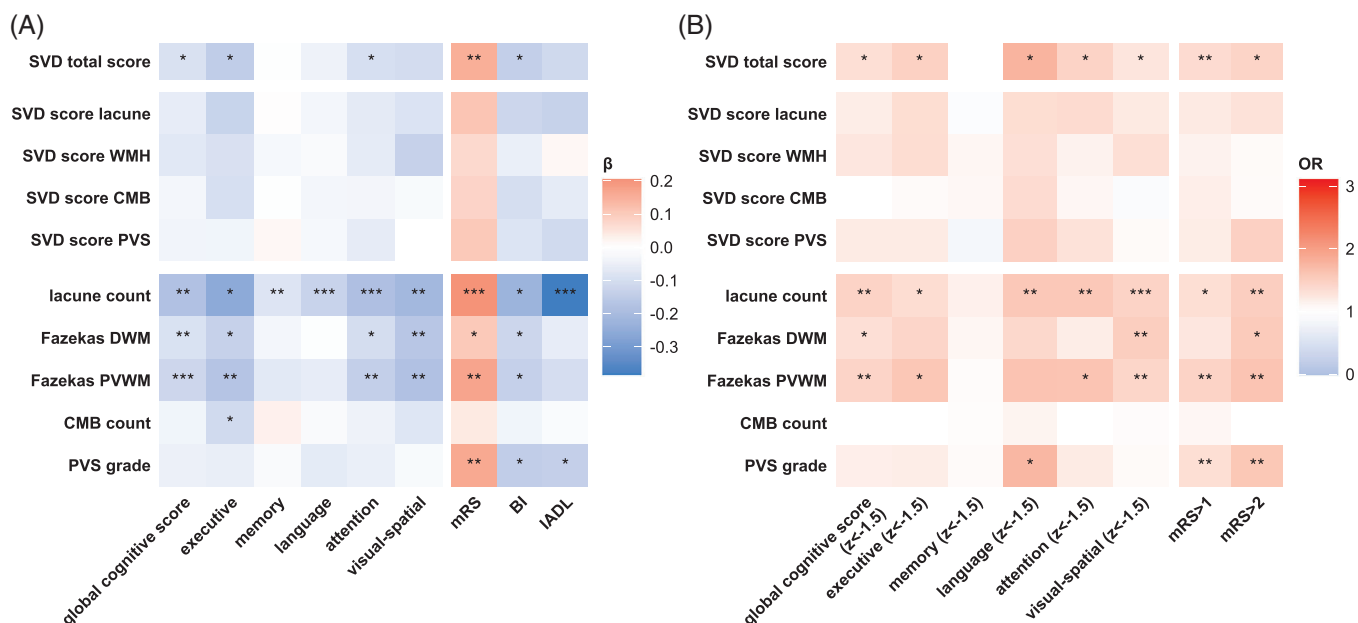 (A)
SVD total score * * * ** *
SVD score lacune
SVD score WMH
SVD score CMB
SVD score PVS
lacune count ** * ** *** *** ** *** * ***
Fazekas DWM ** * * ** * *
Fazekas PVWM *** ** ** ** ** *
CMB count *
PVS grade ** * *
global cognitive score
executive
memory
language
attention
visual-spatial
mRS
BI
IADL
β
0.2
0.1
0.0
-0.1
-0.2
-0.3
(B)
SVD total score * * * * * ** *
SVD score lacune
SVD score WMH
SVD score CMB
SVD score PVS
lacune count ** * ** ** *** * **
Fazekas DWM * ** *
Fazekas PVWM ** * * ** ** **
CMB count
PVS grade * ** **
global cognitive score
(z<-1.5)
executive (z<-1.5)
memory (z<-1.5)
language (z<-1.5)
attention (z<-1.5)
visual-spatial (z<-1.5)
mRS>1
mRS>2
OR
3
2
1
0